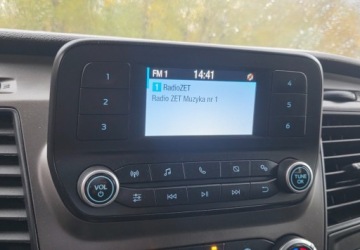 FM 1 14:41
1 RadioZET
Radio ZET Muzyka nr 1
1
2
3
4
5
6
VOL
TUNE
OK